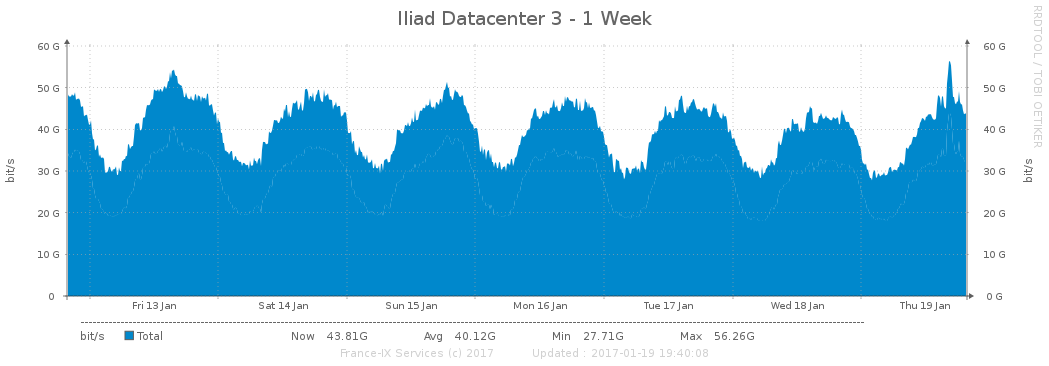 Iliad Datacenter 3 - 1 Week
RRDTOOL / TOBI OETIKER
60 G 60 G
50 G 50 G
40 G 40 G
30 G 30 G
20 G 20 G
10 G 10 G
0 0 G
bit/s
bit/s
Fri 13 Jan Sat 14 Jan Sun 15 Jan Mon 16 Jan Tue 17 Jan Wed 18 Jan Thu 19 Jan
bit/s Total Now 43.81G Avg 40.12G Min 27.71G Max 56.26G
France-IX Services (c) 2017 Updated : 2017-01-19 19:40:08